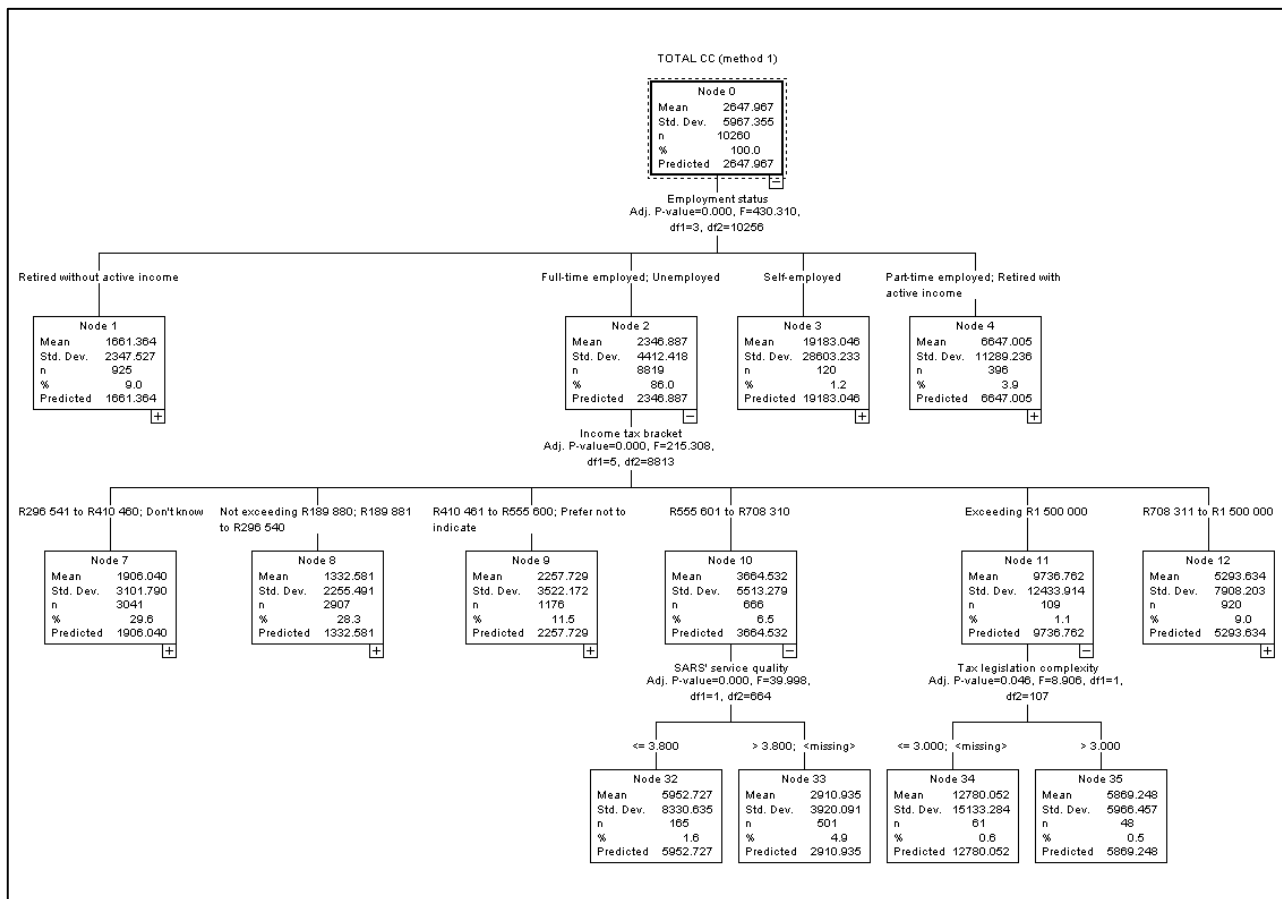 TOTAL CC (method 1)
Node 0
Mean 2647.967
Std. Dev. 5967.355
n 10260
% 100.0
Predicted 2647.967
Employment status
Adj. P-value=0.000, F=430.310,
df1=3, df2=10256
Retired without active income
Full-time employed; Unemployed
Self-employed
Part-time employed; Retired with
active income
Node 1
Mean 1661.364
Std. Dev. 2347.527
n 925
% 9.0
Predicted 1661.364
Node 2
Mean 2346.887
Std. Dev. 4412.418
n 8819
% 86.0
Predicted 2346.887
Node 3
Mean 19183.046
Std. Dev. 28603.233
n 120
% 1.2
Predicted 19183.046
Node 4
Mean 6647.005
Std. Dev. 11289.236
n 396
% 3.9
Predicted 6647.005
Income tax bracket
Adj. P-value=0.000, F=215.308,
df1=5, df2=8813
R296 541 to R410 460; Don't know
Not exceeding R189 880; R189 881
to R296 540
R410 461 to R555 600; Prefer not to
indicate
R555 601 to R708 310
Exceeding R1 500 000
R708 311 to R1 500 000
Node 7
Mean 1906.040
Std. Dev. 3101.790
n 3041
% 29.6
Predicted 1906.040
Node 8
Mean 1332.581
Std. Dev. 2255.491
n 2907
% 28.3
Predicted 1332.581
Node 9
Mean 2257.729
Std. Dev. 3522.172
n 1176
% 11.5
Predicted 2257.729
Node 10
Mean 3664.532
Std. Dev. 5513.279
n 666
% 6.5
Predicted 3664.532
Node 11
Mean 9736.762
Std. Dev. 12433.914
n 109
% 1.1
Predicted 9736.762
Node 12
Mean 5293.634
Std. Dev. 7908.203
n 920
% 9.0
Predicted 5293.634
SARS' service quality
Adj. P-value=0.000, F=39.998,
df1=1, df2=664
Tax legislation complexity
Adj. P-value=0.046, F=8.906, df1=1,
df2=107
<= 3.800
> 3.800; <missing>
<= 3.000; <missing>
> 3.000
Node 32
Mean 5952.727
Std. Dev. 8330.635
n 165
% 1.6
Predicted 5952.727
Node 33
Mean 2910.935
Std. Dev. 3920.091
n 501
% 4.9
Predicted 2910.935
Node 34
Mean 12780.052
Std. Dev. 15133.284
n 61
% 0.6
Predicted 12780.052
Node 35
Mean 5869.248
Std. Dev. 5966.457
n 48
% 0.5
Predicted 5869.248